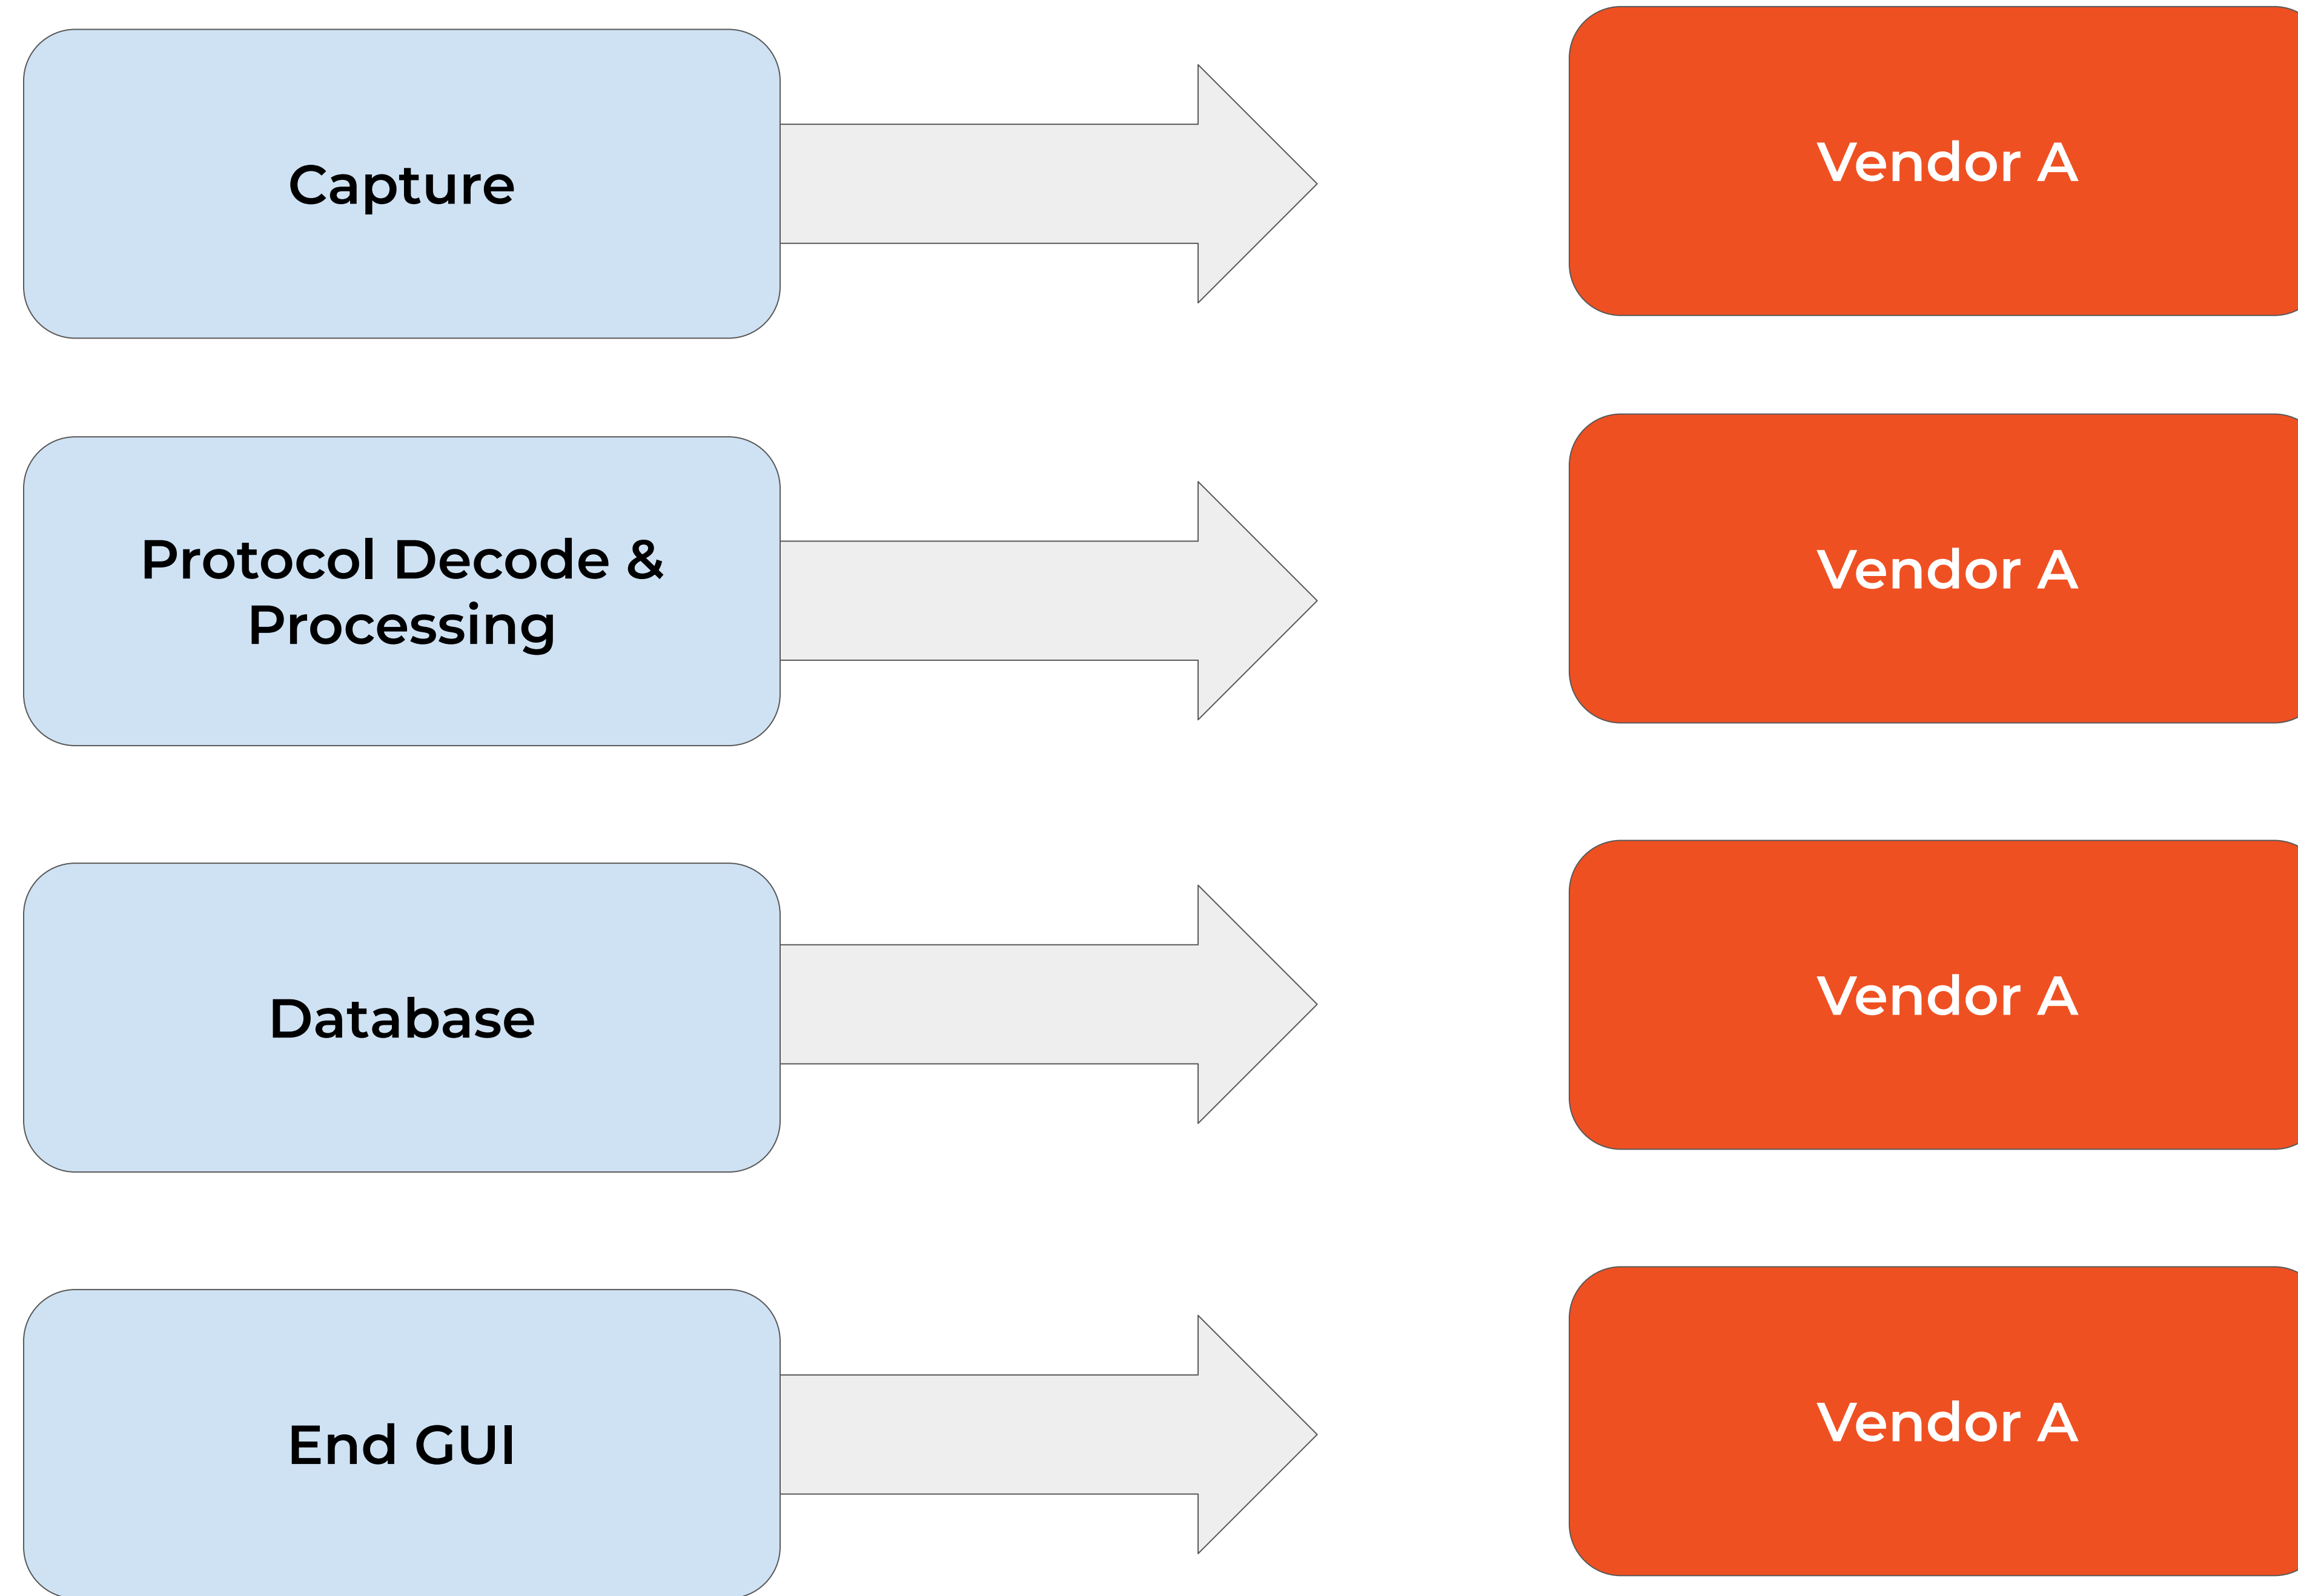 Capture
Vendor A
Protocol Decode &
Processing
Vendor A
Database
Vendor A
End GUI
Vendor A